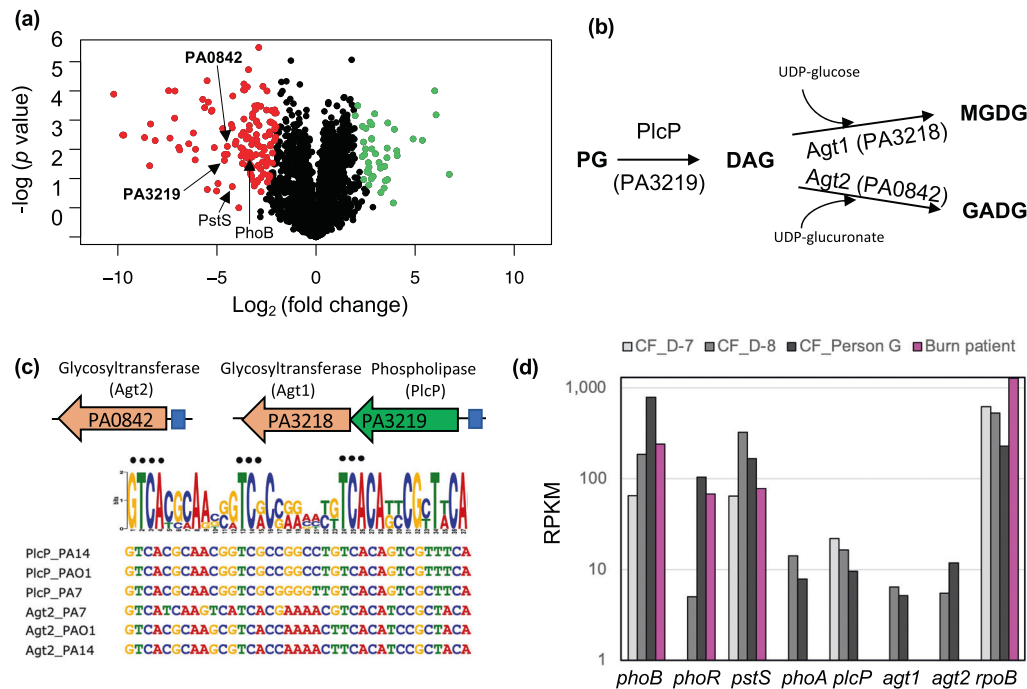 (a)
6
5
4
3
2
1
0
-log (p value)
PA0842
PA3219
PstS
PhoB
−10
−5
0
5
10
Log2 (fold change)
(b)
UDP-glucose
PlcP
MGDG
Agt1 (PA3218)
PG
DAG
(PA3219)
Agt2 (PA0842)
GADG
UDP-glucuronate
(c)
Glycosyltransferase
(Agt2)
Glycosyltransferase
(Agt1)
Phospholipase
(PlcP)
PA0842
PA3218
PA3219
PlcP_PA14
GTCACGCAACGGTCGCCGGCCTGTCACAGTCGTTTCA
PlcP_PAO1
GTCACGCAACGGTCGCCGGCCTGTCACAGTCGTTTCA
PlcP_PA7
GTCACGCAACGGTCGCGGGGTTGTCACAGTCGCTTCA
Agt2_PA7
GTCATCAAGTCATCACGAAAACGTCACATCCGCTACA
Agt2_PAO1
GTCACGCAAGCGTCACCAAAACTTCACATCCGCTACA
Agt2_PA14
GTCACGCAAGCGTCACCAAAACTTCACATCCGCTACA
(d)
CF_D-7 CF_D-8 CF_Person G Burn patient
1,000
100
10
1
RPKM
phoB phoR pstS phoA plcP agt1 agt2 rpoB